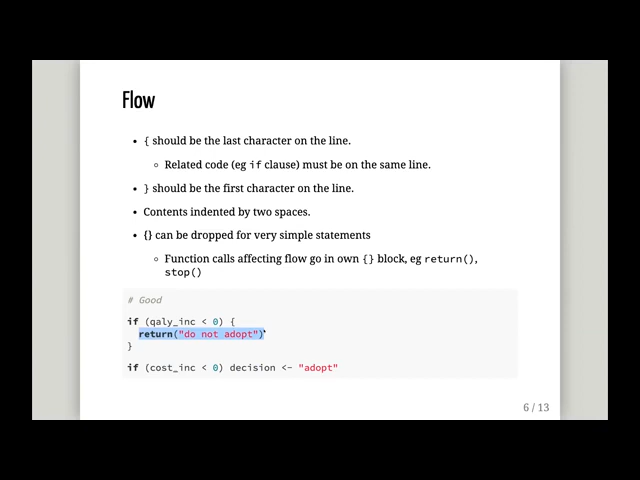 Flow
• { should be the last character on the line.
◦ Related code (eg if clause) must be on the same line.
• } should be the first character on the line.
• Contents indented by two spaces.
• {} can be dropped for very simple statements
◦ Function calls affecting flow go in own {} block, eg return(),
stop()
# Good
if (qaly_inc < 0) {
return("do not adopt")
}
if (cost_inc < 0) decision <- "adopt"
6 / 13